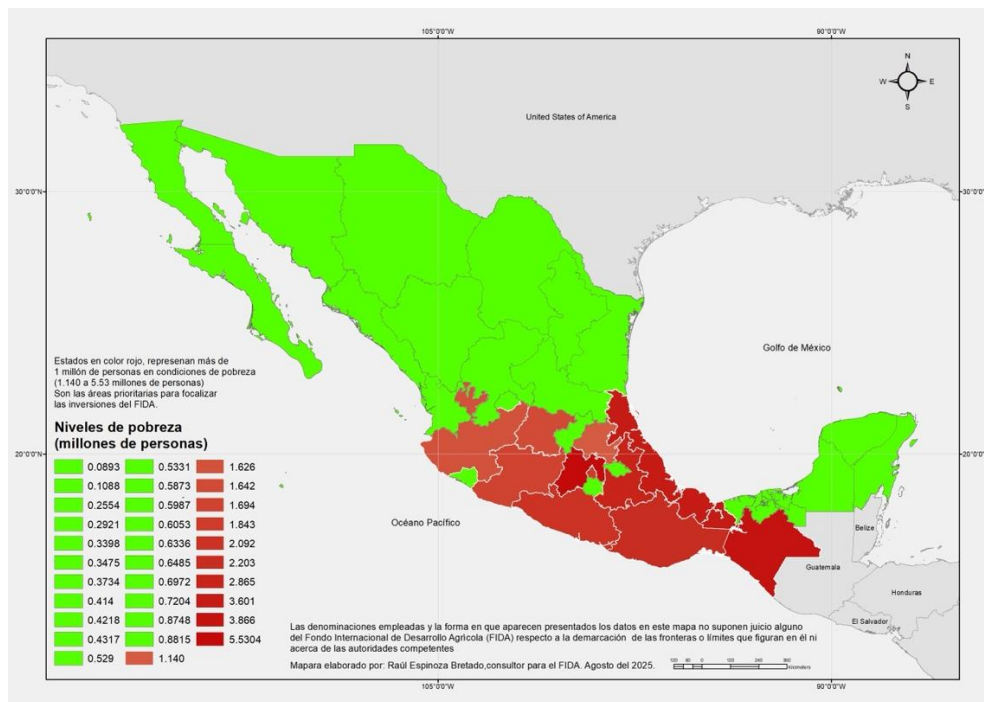 105°0'0"W
90°0'0"W
N
W
E
S
United States of America
30°0'0"N
30°0'0"N
Golfo de México
Estados en color rojo, represenan más de
1 millón de personas en condiciones de pobreza
(1.140 a 5.53 millones de personas)
Son las áreas prioritarias para focalizar
las inversiones del FIDA.
Niveles de pobreza
(millones de personas)
0.0893 0.5331 1.626
0.1088 0.5873 1.642
0.2554 0.5987 1.694
0.2921 0.6053 1.843
0.3398 0.6336 2.092
0.3475 0.6485 2.203
0.3734 0.6972 2.865
0.414 0.7204 3.601
0.4218 0.8748 3.866
0.4317 0.8815 5.5304
0.529 1.140
20°0'0"N
20°0'0"N
Océano Pacífico
Belize
Guatemala
Honduras
El Salvador
Las denominaciones empleadas y la forma en que aparecen presentados los datos en este mapa no suponen juicio alguno
del Fondo Internacional de Desarrollo Agrícola (FIDA) respecto a la demarcación de las fronteras o límites que figuran en él ni
acerca de las autoridades competentes
Mapara elaborado por: Raúl Espinoza Bretado,consultor para el FIDA. Agosto del 2025.
105°0'0"W
90°0'0"W